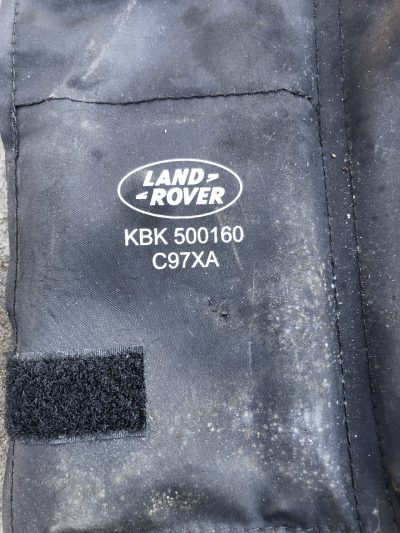 LAND
ROVER
KBK 500160
C97XA